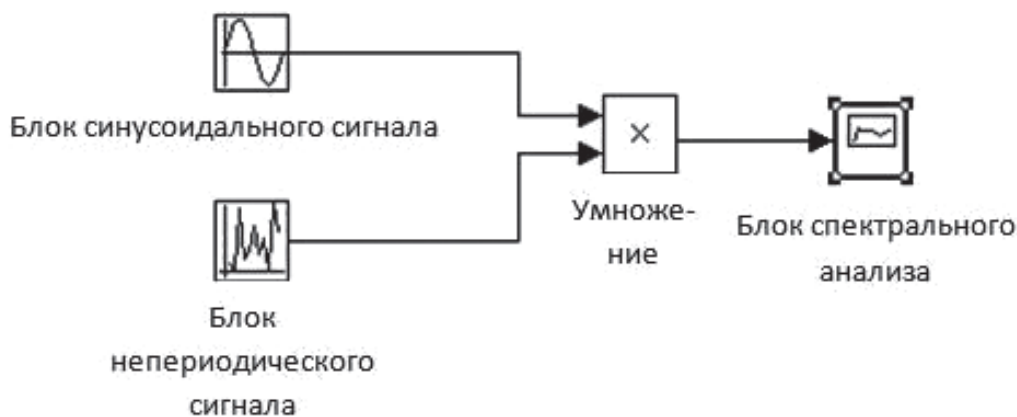 Блок синусоидального сигнала
×
Умноже-
ние
Блок спектрального
анализа
Блок
непериодического
сигнала